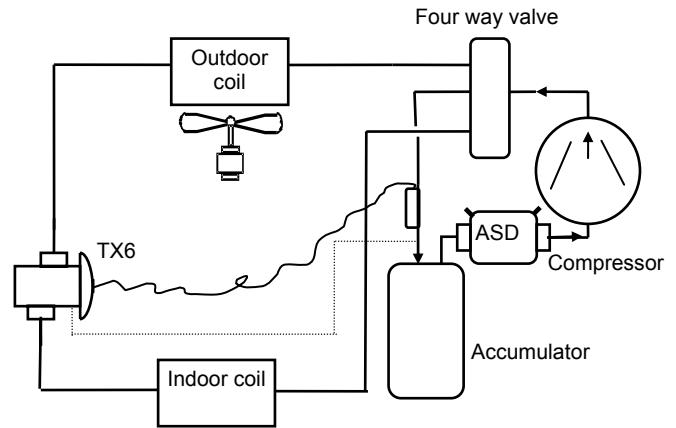 Four way valve
Outdoor
coil
TX6
ASD
Compressor
Accumulator
Indoor coil